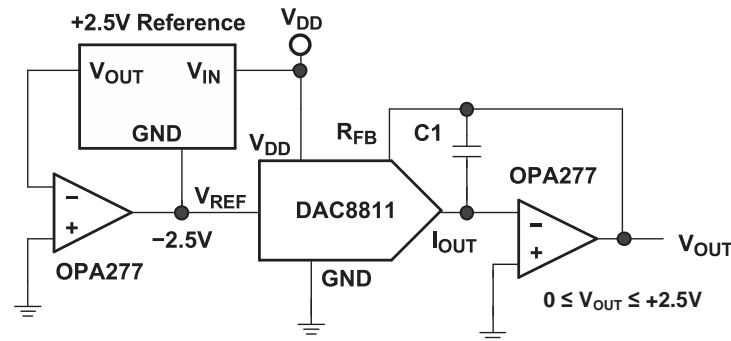 +2.5V Reference
VDD
VOUT
VIN
GND
VDD
RFB
C1
OPA277
−
+
VREF
DAC8811
−2.5V
IOUT
−
+
VOUT
OPA277
GND
0 ≤ VOUT ≤ +2.5V